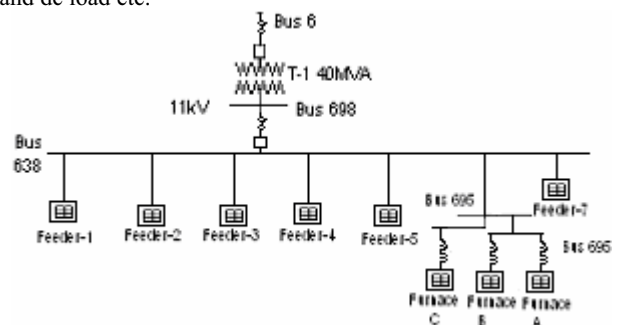 and dc load etc.
Bus 6
T-1 40MVA
11kV
Bus 698
Bus
638
Bus 695
Feeder-7
Feeder-1
Feeder-2
Feeder-3
Feeder-4
Feeder-5
Bus 695
Furnace
C
Furnace
B
Furnace
A